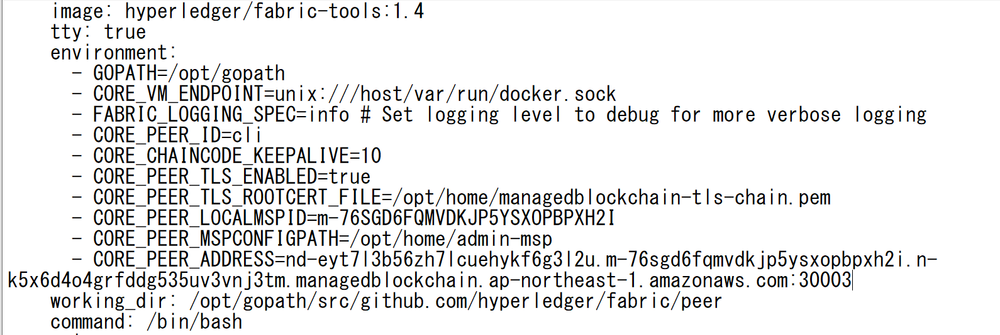 image: hyperledger/fabric-tools:1.4
tty: true
environment:
- GOPATH=/opt/gopath
- CORE_VM_ENDPOINT=unix:///host/var/run/docker.sock
- FABRIC_LOGGING_SPEC=info # Set logging level to debug for more verbose logging
- CORE_PEER_ID=cli
- CORE_CHAINCODE_KEEPALIVE=10
- CORE_PEER_TLS_ENABLED=true
- CORE_PEER_TLS_ROOTCERT_FILE=/opt/home/managedblockchain-tls-chain.pem
- CORE_PEER_LOCALMSPID=m-76SGD6FQMVDKJP5YSXOPBPXH2I
- CORE_PEER_MSPCONFIGPATH=/opt/home/admin-msp
- CORE_PEER_ADDRESS=nd-eyt7l3b56zh7lcuehykf6g3l2u.m-76sgd6fqmvdkjp5ysxopbpxh2i.n-
k5x6d4o4grfddg535uv3vnj3tm.managedblockchain.ap-northeast-1.amazonaws.com:30003
working_dir: /opt/gopath/src/github.com/hyperledger/fabric/peer
command: /bin/bash